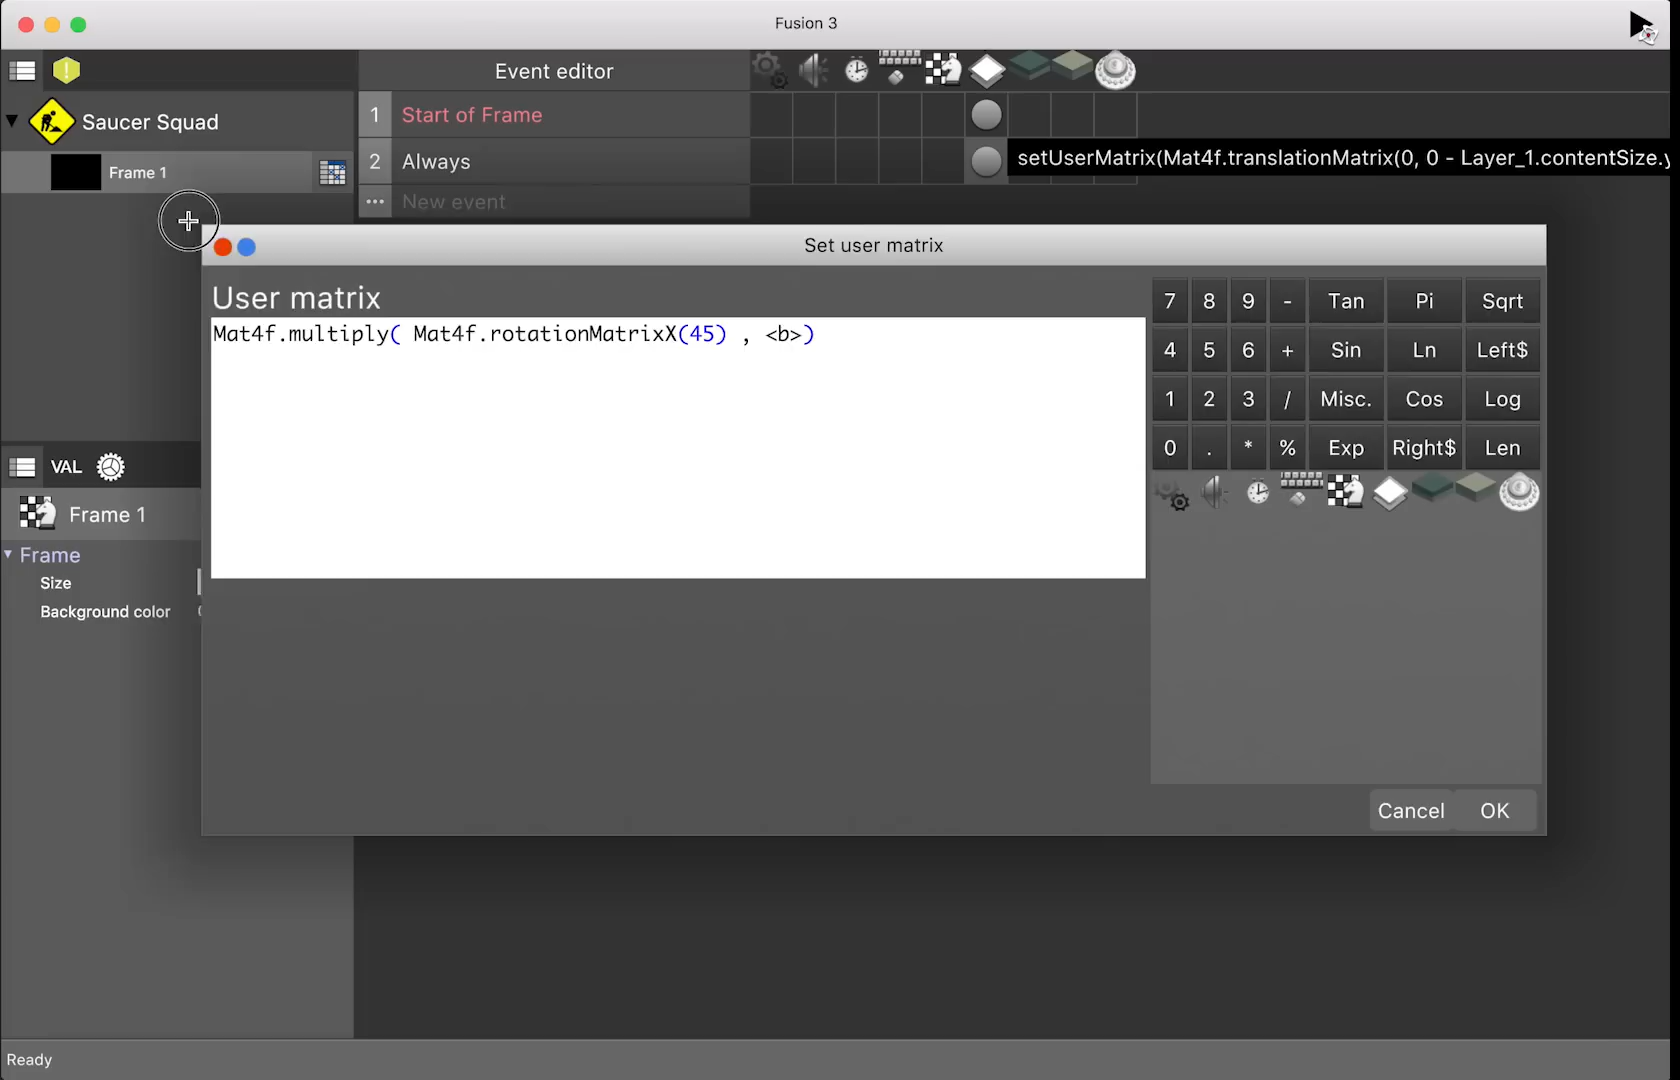 Fusion 3
Event editor
Saucer Squad
1 Start of Frame
Frame 1
2 Always
setUserMatrix(Mat4f.translationMatrix(0, 0 - Layer_1.contentSize.y
... New event
Set user matrix
User matrix
Mat4f.multiply( Mat4f.rotationMatrixX(45) , <b>)
7 8 9 - Tan Pi Sqrt
4 5 6 + Sin Ln Left$
1 2 3 / Misc. Cos Log
0 . * % Exp Right$ Len
VAL
Frame 1
Frame
Size
Background color
Cancel OK
Ready